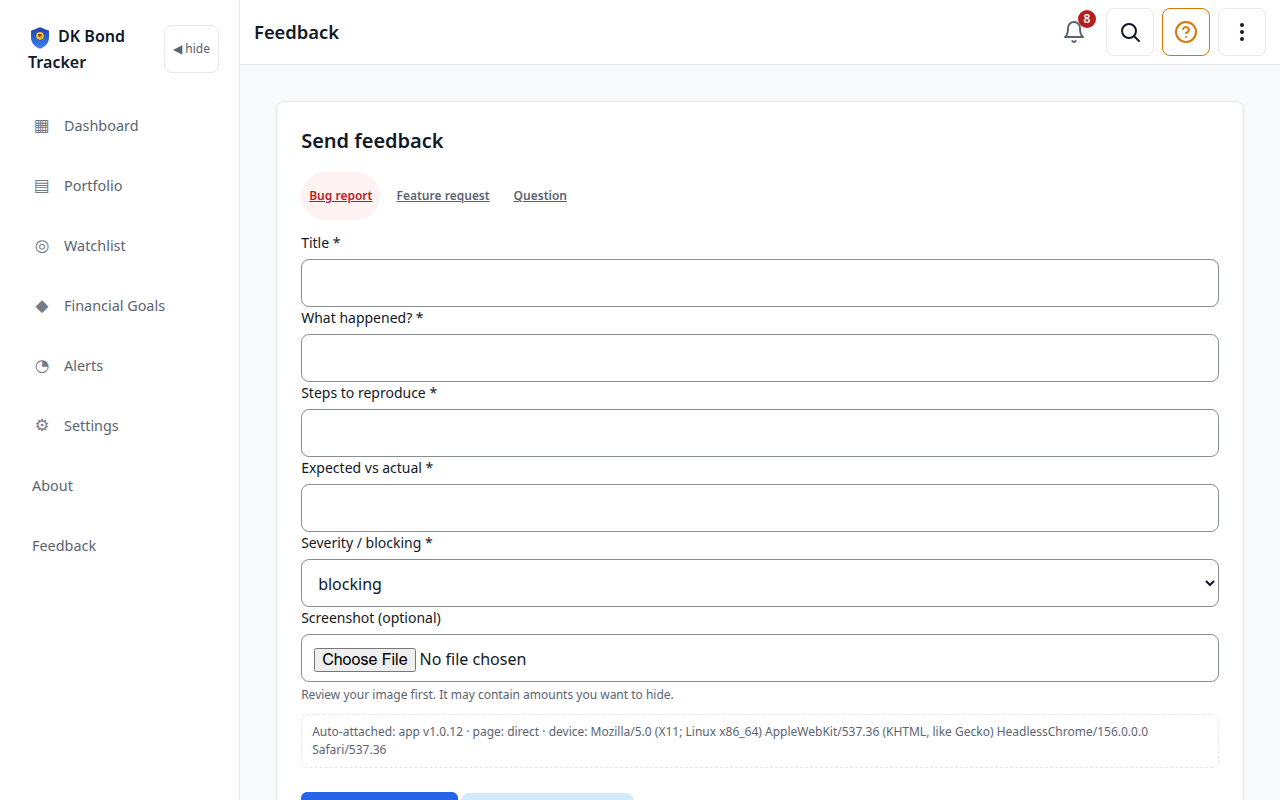 DK Bond
Tracker
◀ hide
Dashboard
Portfolio
Watchlist
Financial Goals
Alerts
Settings
About
Feedback
Feedback
8
Send feedback
Bug report Feature request Question
Title *
What happened? *
Steps to reproduce *
Expected vs actual *
Severity / blocking *
blocking
Screenshot (optional)
Choose File No file chosen
Review your image first. It may contain amounts you want to hide.
Auto-attached: app v1.0.12 · page: direct · device: Mozilla/5.0 (X11; Linux x86_64) AppleWebKit/537.36 (KHTML, like Gecko) HeadlessChrome/156.0.0.0
Safari/537.36